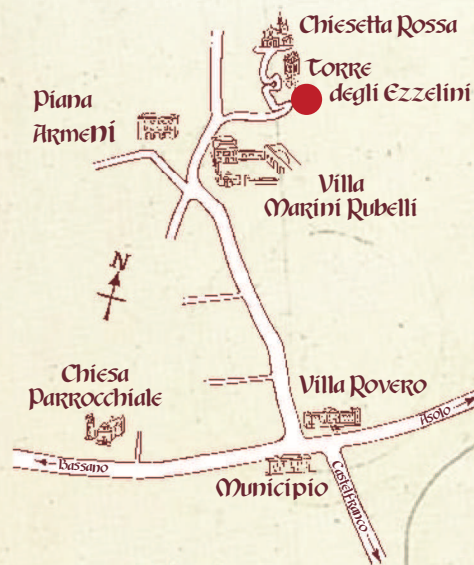 Chiesetta Rossa
Torre
degli Ezzelini
Piana
Armeni
Villa
Marini Rubelli
N
Chiesa
Parrocchiale
Villa Rovero
Asolo
Bassano
Municipio
Castelfranco